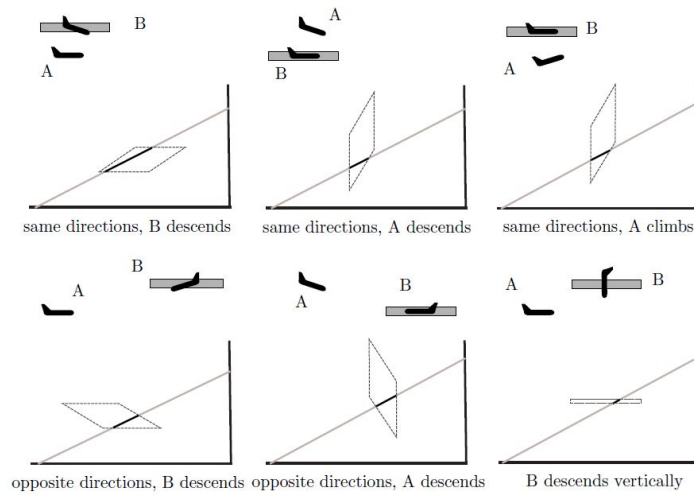 B
A
same directions, B descends
A
B
same directions, A descends
B
A
same directions, A climbs
B
A
opposite directions, B descends
A
B
opposite directions, A descends
A
B
B descends vertically